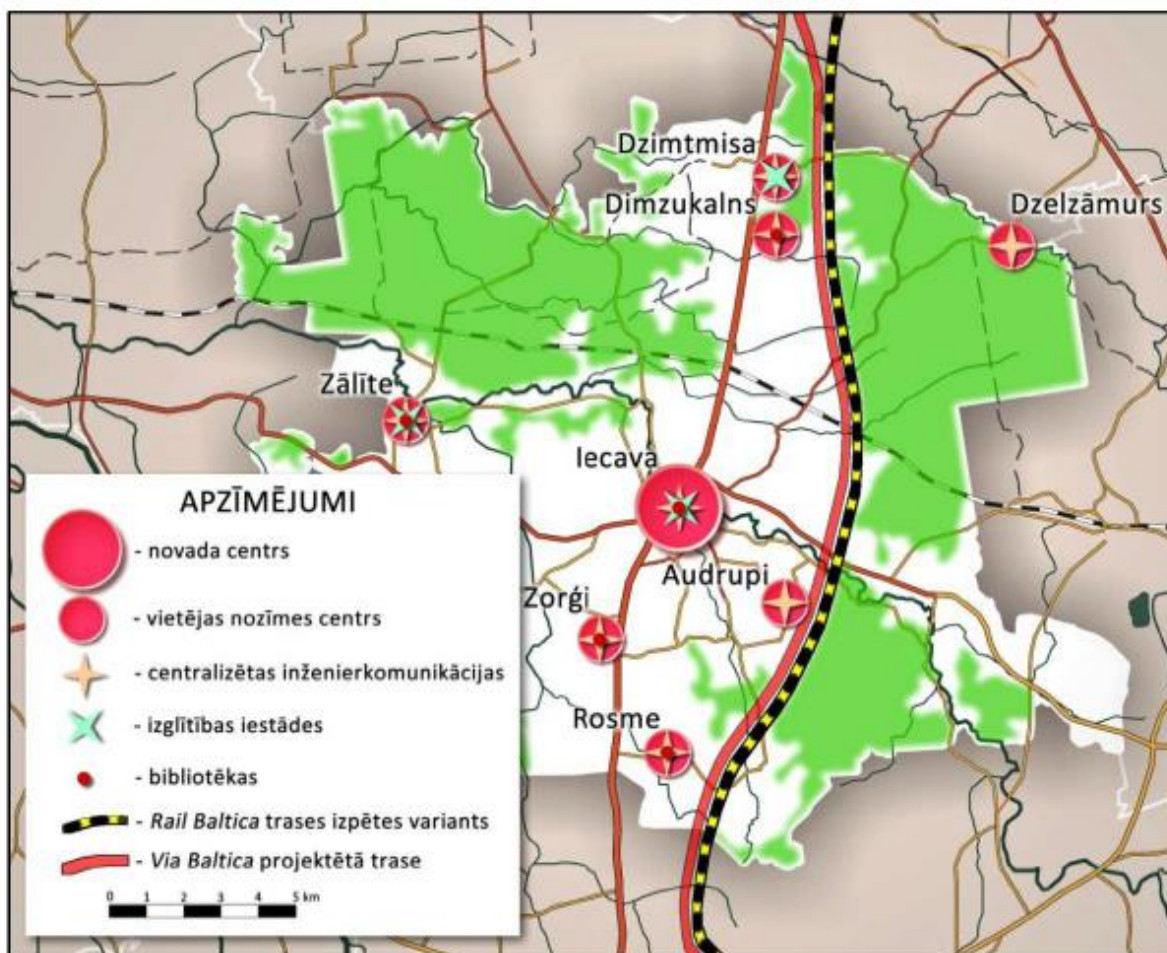 Dzimtmisa
Dimzukalns
Dzelzāmurs
Zālīte
Iecava
Audrupi
Zorģi
Rosme
APZĪMĒJUMI
- novada centrs
- vietējas nozīmes centrs
- centralizētas inženierkomunikācijas
- izglītības iestādes
- bibliotēkas
- Rail Baltica trases izpētes variants
- Via Baltica projektētā trase
0 1 2 3 4 5 km